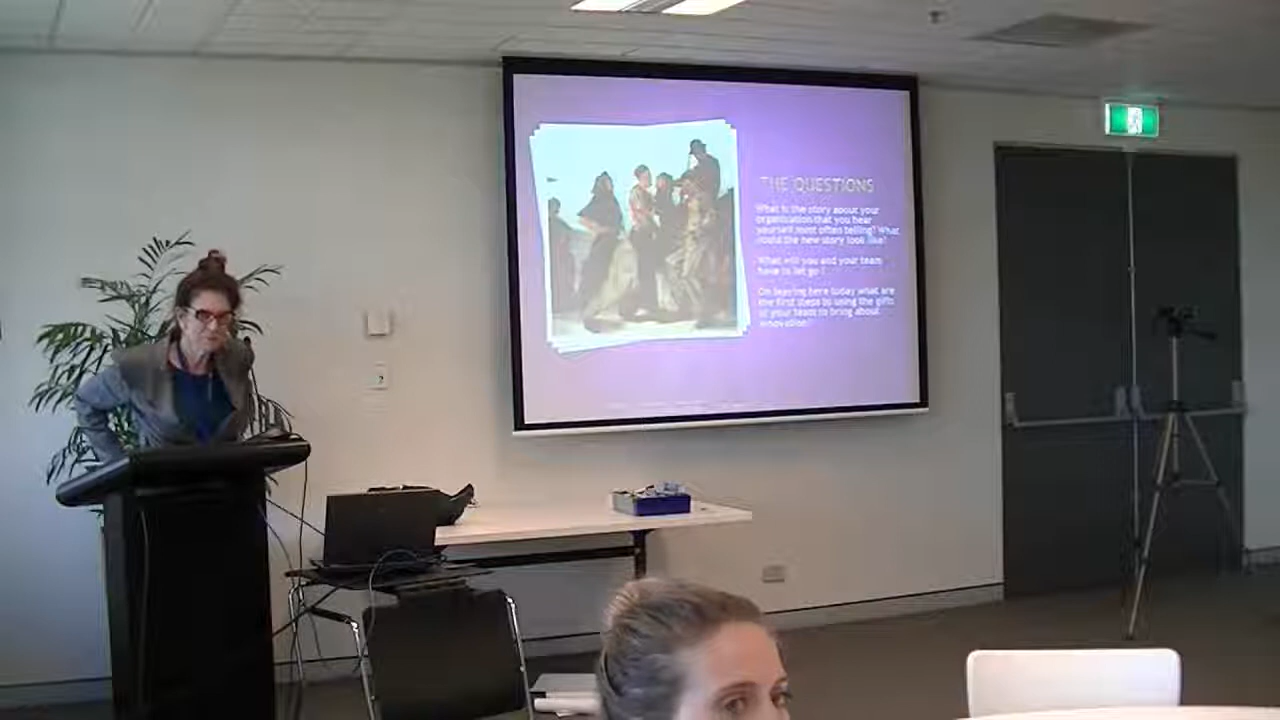 THE QUESTIONS
What is the story about your
organisation that you hear
yourself most often telling? What
could the new story look like?
What will you and your team
have to let go ?
On leaving here today what are
the first steps to using the gifts
of your team to bring about
innovation?